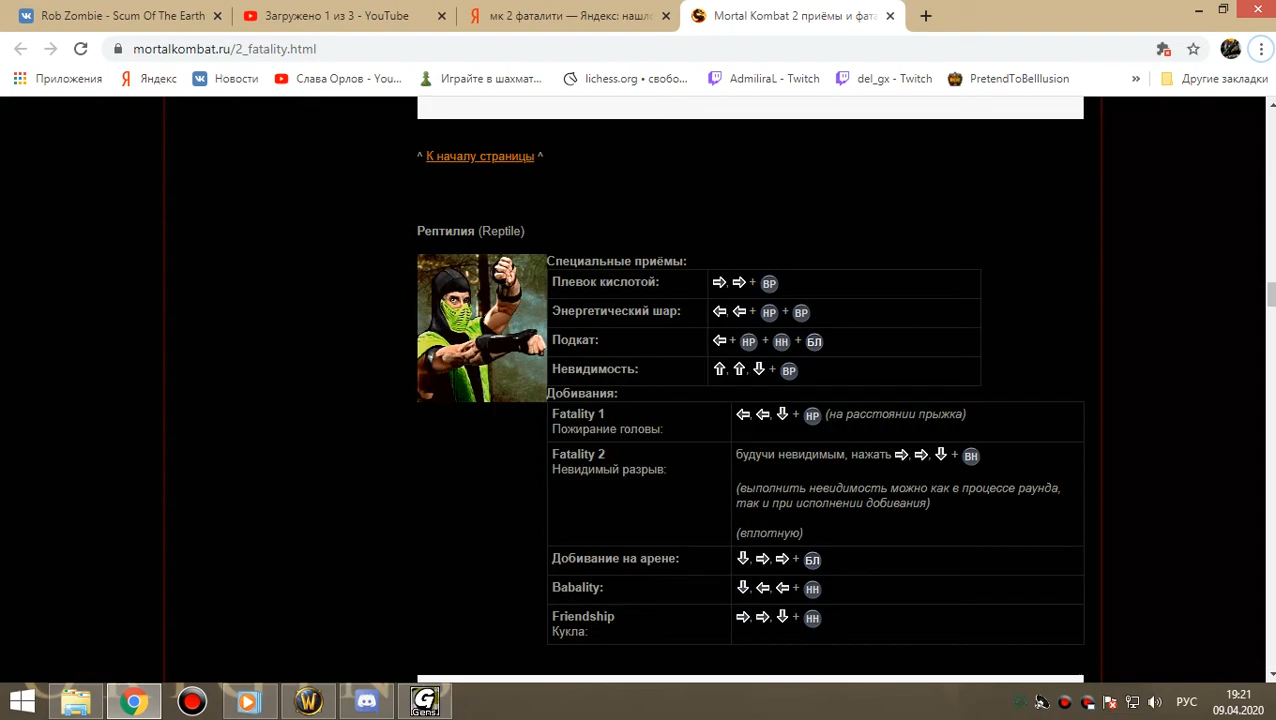 Rob Zombie - Scum Of The Earth
Загружено 1 из 3 - YouTube
мк 2 фаталити — Яндекс: нашло
Mortal Kombat 2 приёмы и фата
mortalkombat.ru/2_fatality.html
Приложения
Яндекс
Новости
Слава Орлов - You...
Играйте в шахмат...
lichess.org • свобо...
AdmiiraL - Twitch
del_gx - Twitch
PretendToBeIllusion
»
Другие закладки
^ К началу страницы ^
Рептилия (Reptile)
Специальные приёмы:
Плевок кислотой: ⇨, ⇨ + ВР
Энергетический шар: ⇦ ⇦ + НР + ВР
Подкат: ⇦ + НР + НН + БЛ
Невидимость: ⇧, ⇧, ⇩ + ВР
Добивания:
Fatality 1 ⇦, ⇦, ⇩ + НР (на расстоянии прыжка)
Пожирание головы:
Fatality 2 будучи невидимым, нажать ⇨, ⇨, ⇩ + ВН
Невидимый разрыв:
(выполнить невидимость можно как в процессе раунда,
так и при исполнении добивания)
(вплотную)
Добивание на арене: ⇩, ⇨, ⇨ + БЛ
Babality: ⇩, ⇦, ⇦ + НН
Friendship ⇨, ⇨, ⇩ + НН
Кукла:
Gens
РУС
19:21
09.04.2020